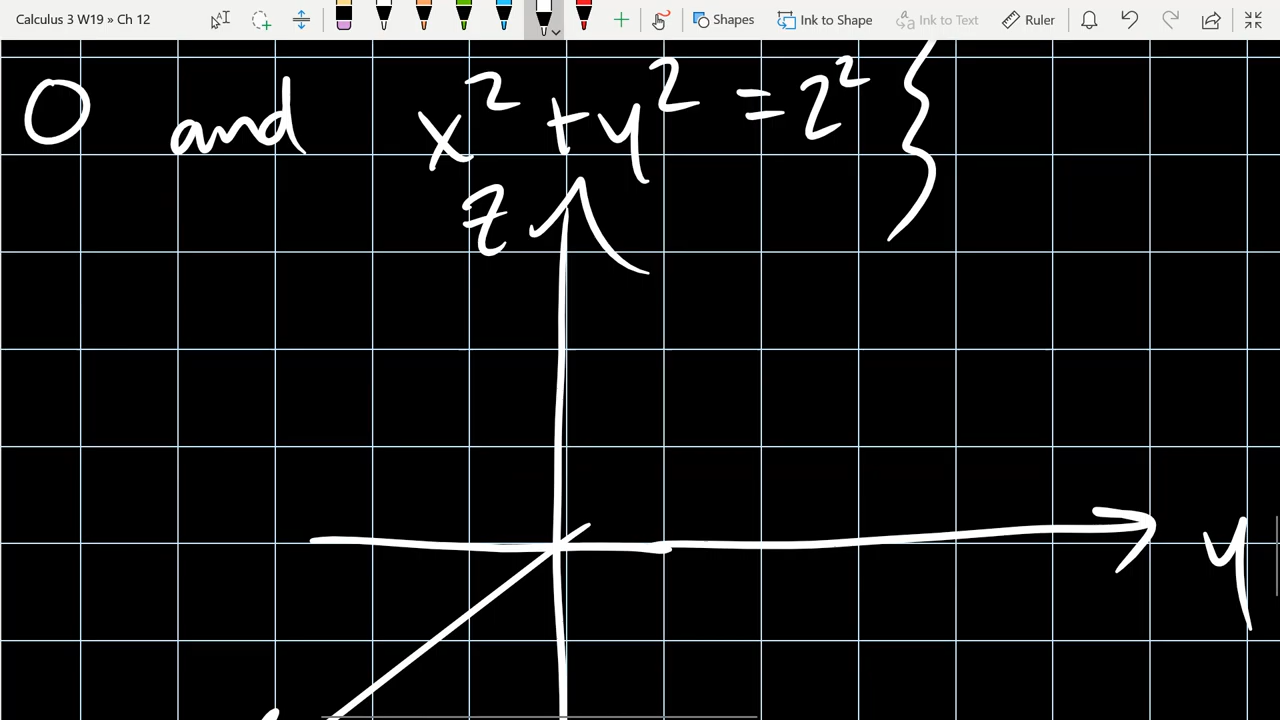 Calculus 3 W19 » Ch 12 Shapes Ink to Shape Ink to Text Ruler
0 and x² + y² = 2² }
z
y